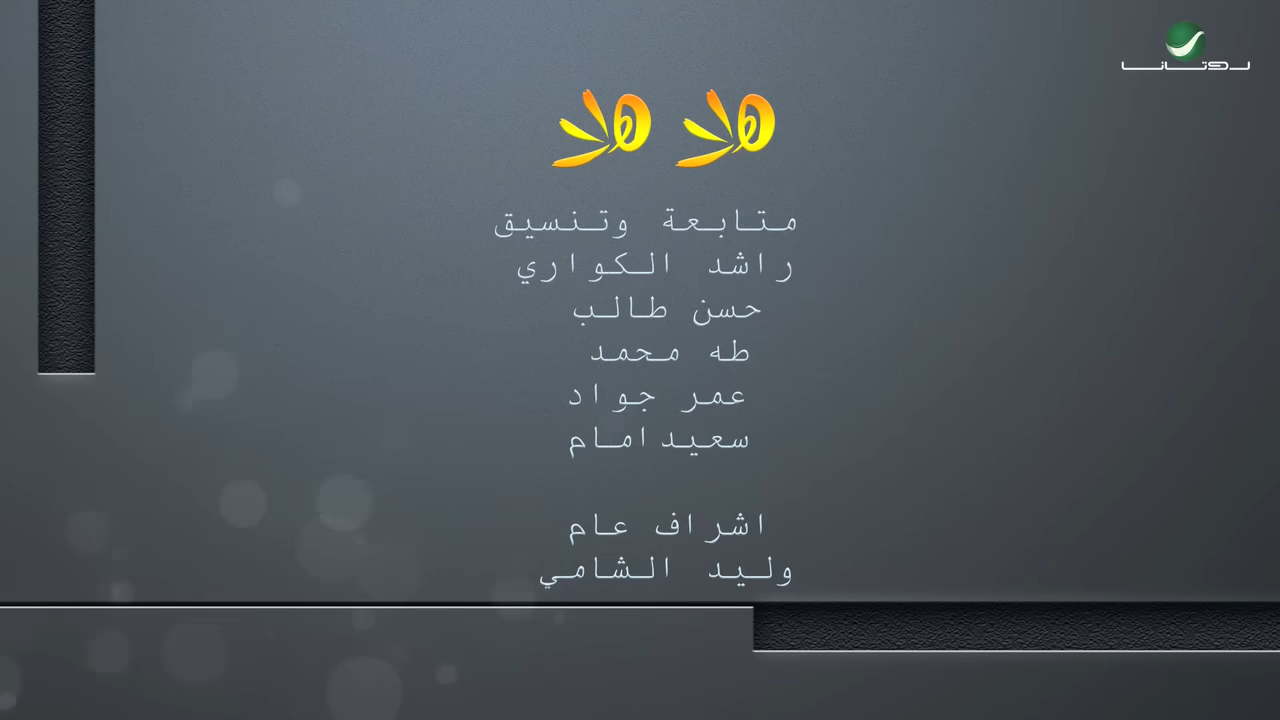 روتانا
هلا هلا
متابعة وتنسيق
راشد الكواري
حسن طالب
طه محمد
عمر جواد
سعيد امام
اشراف عام
وليد الشامي